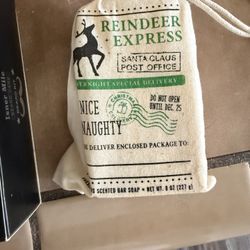 REINDEER
EXPRESS
SANTA CLAUS
POST OFFICE
OVERNIGHT SPECIAL DELIVERY
NICE
NAUGHTY
DO NOT OPEN
UNTIL DEC. 25
CHRISTMAS
DELIVER ENCLOSED PACKAGE TO:
SCENTED BAR SOAP • NET WT. 8 OZ (227 g)